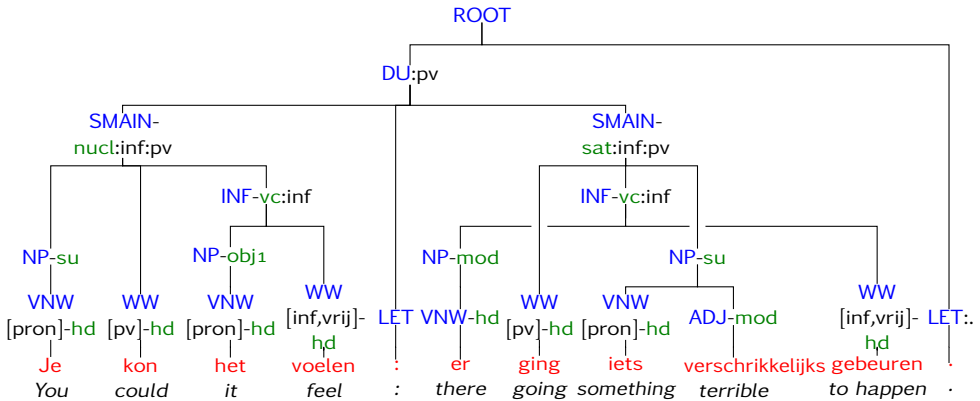 ROOT
DU:pv
SMAIN- SMAIN-
nucl:inf:pv sat:inf:pv
INF-vc:inf INF-vc:inf
NP-su NP-obj1 NP-mod NP-su
VNW WW VNW WW WW VNW WW
[pron]-hd [pv]-hd [pron]-hd [inf,vrij]-hd LET VNW-hd [pv]-hd [pron]-hd ADJ-mod [inf,vrij]-hd LET:.
Je kon het voelen : er ging iets verschrikkelijks gebeuren .
You could it feel : there going something terrible to happen .